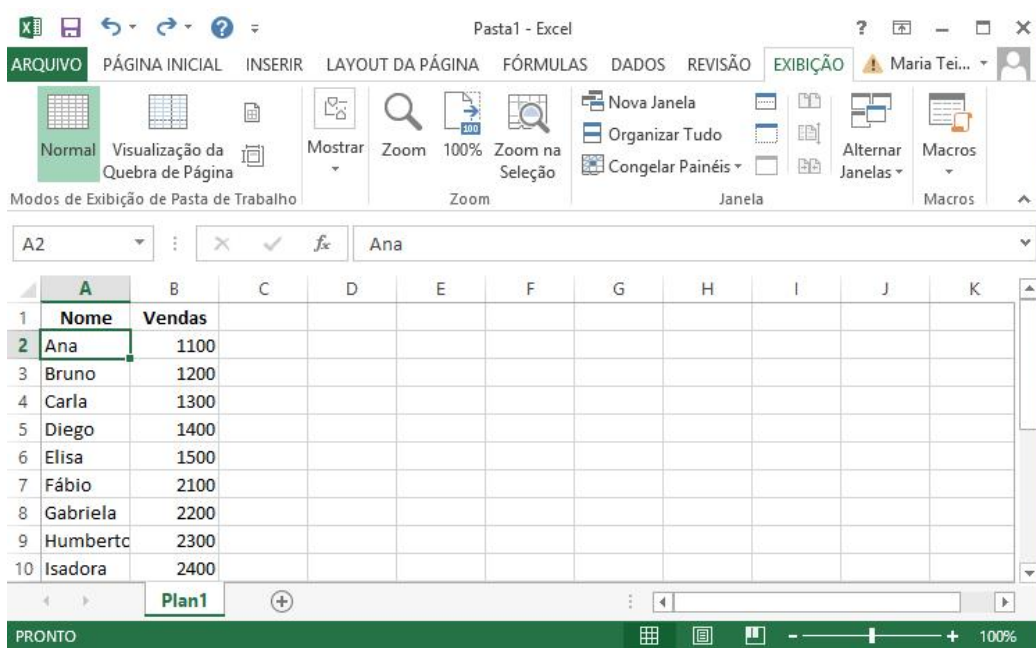 Pasta1 - Excel
?
ARQUIVO PÁGINA INICIAL INSERIR LAYOUT DA PÁGINA FÓRMULAS DADOS REVISÃO EXIBIÇÃO Maria Tei...
Normal
Visualização da
Quebra de Página
Modos de Exibição de Pasta de Trabalho
Mostrar
Zoom
100
100%
Zoom na
Seleção
Zoom
Nova Janela
Organizar Tudo
Congelar Painéis
Alternar
Janelas
Janela
Macros
Macros
A2 fx Ana
A B C D E F G H I J K
1 Nome Vendas
2 Ana 1100
3 Bruno 1200
4 Carla 1300
5 Diego 1400
6 Elisa 1500
7 Fábio 2100
8 Gabriela 2200
9 Humberto 2300
10 Isadora 2400
Plan1
PRONTO 100%